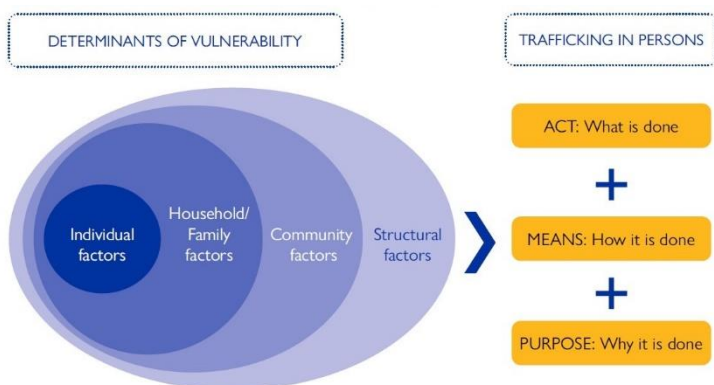 DETERMINANTS OF VULNERABILITY
Individual
factors
Household/
Family
factors
Community
factors
Structural
factors
TRAFFICKING IN PERSONS
ACT: What is done
+
MEANS: How it is done
+
PURPOSE: Why it is done